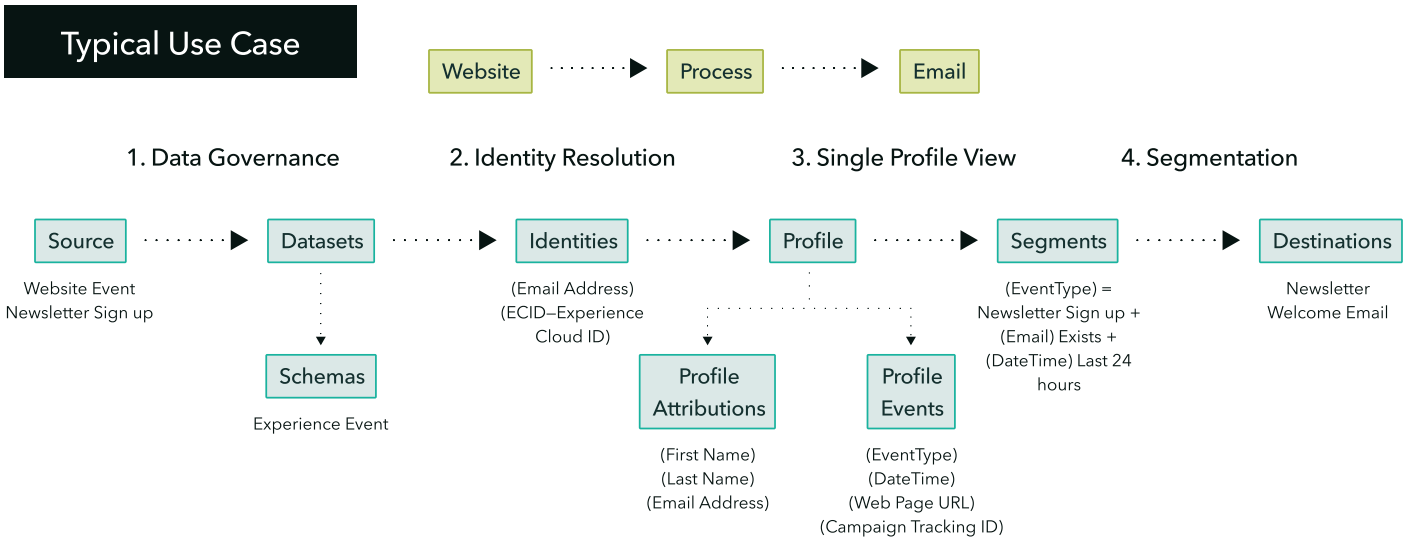 Typical Use Case
Website
Process
Email
1. Data Governance
2. Identity Resolution
3. Single Profile View
4. Segmentation
Source
Website Event
Newsletter Sign up
Datasets
Schemas
Experience Event
Identities
(Email Address)
(ECID—Experience
Cloud ID)
Profile
Profile
Attributions
(First Name)
(Last Name)
(Email Address)
Profile
Events
(EventType)
(DateTime)
(Web Page URL)
(Campaign Tracking ID)
Segments
(EventType) =
Newsletter Sign up +
(Email) Exists +
(DateTime) Last 24
hours
Destinations
Newsletter
Welcome Email